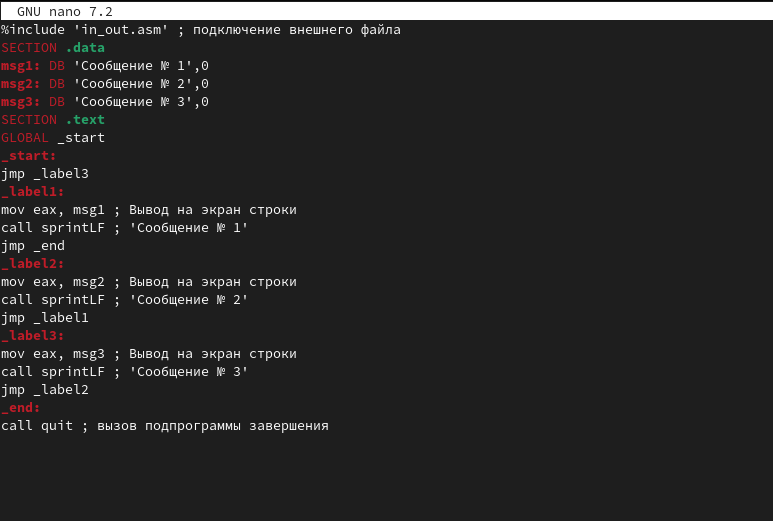 GNU nano 7.2
%include 'in_out.asm' ; подключение внешнего файла
SECTION .data
msg1: DB 'Сообщение № 1',0
msg2: DB 'Сообщение № 2',0
msg3: DB 'Сообщение № 3',0
SECTION .text
GLOBAL _start
_start:
jmp _label3
_label1:
mov eax, msg1 ; Вывод на экран строки
call sprintLF ; 'Сообщение № 1'
jmp _end
_label2:
mov eax, msg2 ; Вывод на экран строки
call sprintLF ; 'Сообщение № 2'
jmp _label1
_label3:
mov eax, msg3 ; Вывод на экран строки
call sprintLF ; 'Сообщение № 3'
jmp _label2
_end:
call quit ; вызов подпрограммы завершения